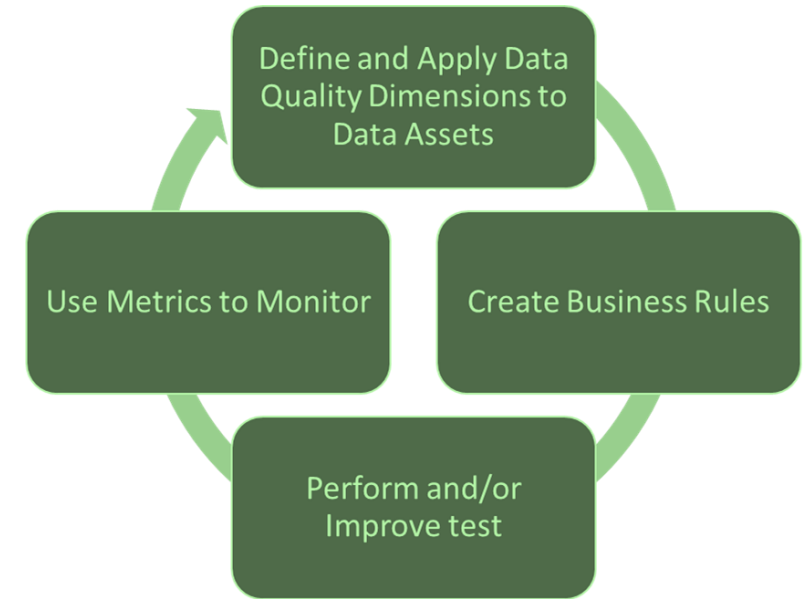 Define and Apply Data
Quality Dimensions to
Data Assets
Use Metrics to Monitor
Create Business Rules
Perform and/or
Improve test